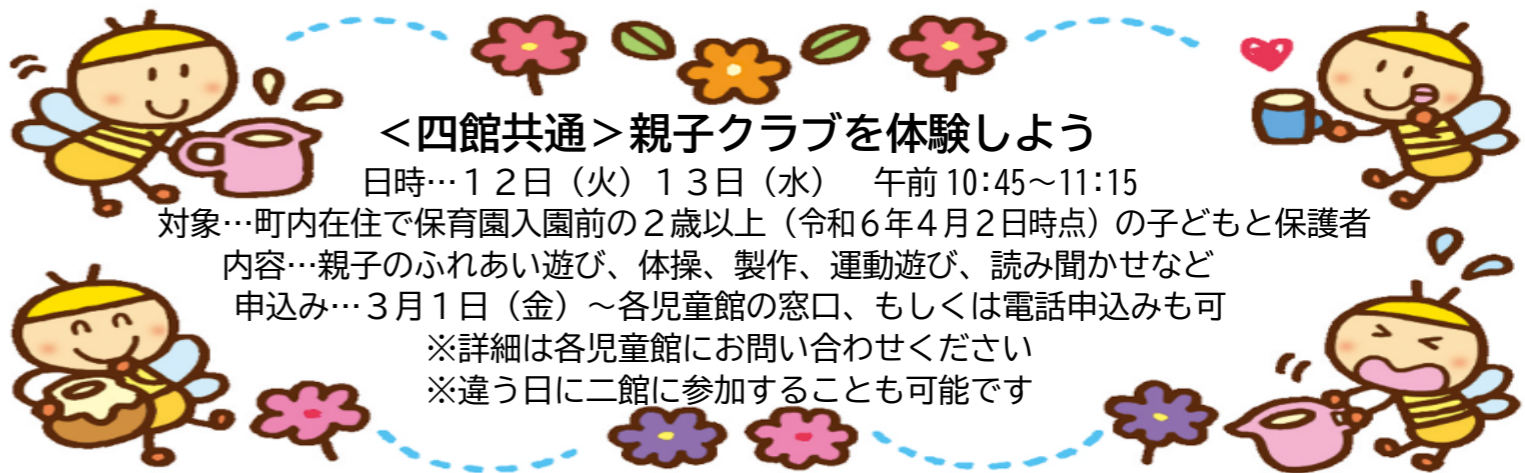 ＜四館共通＞親子クラブを体験しよう
日時…１２日（火）１３日（水）　午前 10:45～11:15
対象…町内在住で保育園入園前の２歳以上（令和６年４月２日時点）の子どもと保護者
内容…親子のふれあい遊び、体操、製作、運動遊び、読み聞かせなど
申込み…３月１日（金）～各児童館の窓口、もしくは電話申込みも可
※詳細は各児童館にお問い合わせください
※違う日に二館に参加することも可能です